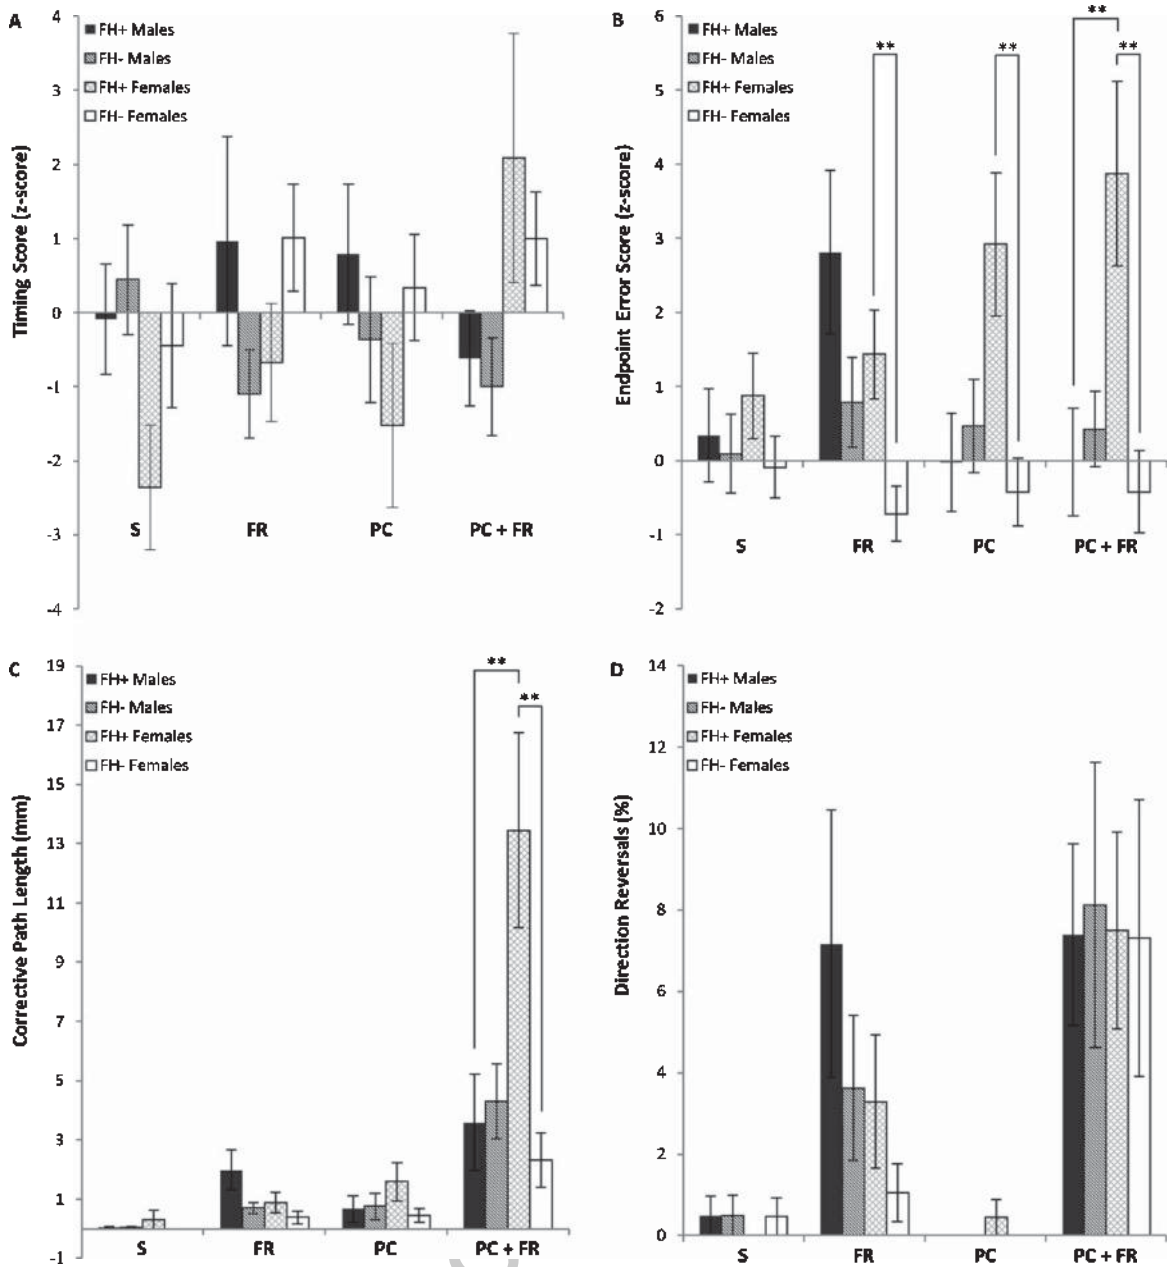 A
Timing Score (z-score)
4
3
2
1
0
-1
-2
-3
-4
FH+ Males
FH- Males
FH+ Females
FH- Females
S
FR
PC
PC + FR
B
Endpoint Error Score (z-score)
6
5
4
3
2
1
0
-1
-2
FH+ Males
FH- Males
FH+ Females
FH- Females
**
**
**
**
S
FR
PC
PC + FR
C
Corrective Path Length (mm)
19
17
15
13
11
9
7
5
3
1
-1
FH+ Males
FH- Males
FH+ Females
FH- Females
**
**
S
FR
PC
PC + FR
D
Direction Reversals (%)
14
12
10
8
6
4
2
0
FH+ Males
FH- Males
FH+ Females
FH- Females
S
FR
PC
PC + FR